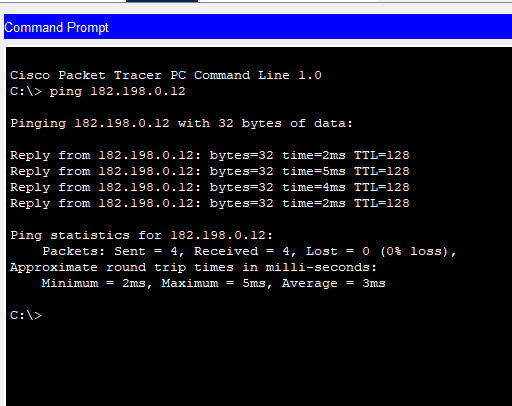 Command Prompt
Cisco Packet Tracer PC Command Line 1.0
C:\> ping 182.198.0.12
Pinging 182.198.0.12 with 32 bytes of data:
Reply from 182.198.0.12: bytes=32 time=2ms TTL=128
Reply from 182.198.0.12: bytes=32 time=5ms TTL=128
Reply from 182.198.0.12: bytes=32 time=4ms TTL=128
Reply from 182.198.0.12: bytes=32 time=2ms TTL=128
Ping statistics for 182.198.0.12:
Packets: Sent = 4, Received = 4, Lost = 0 (0% loss),
Approximate round trip times in milli-seconds:
Minimum = 2ms, Maximum = 5ms, Average = 3ms
C:\>